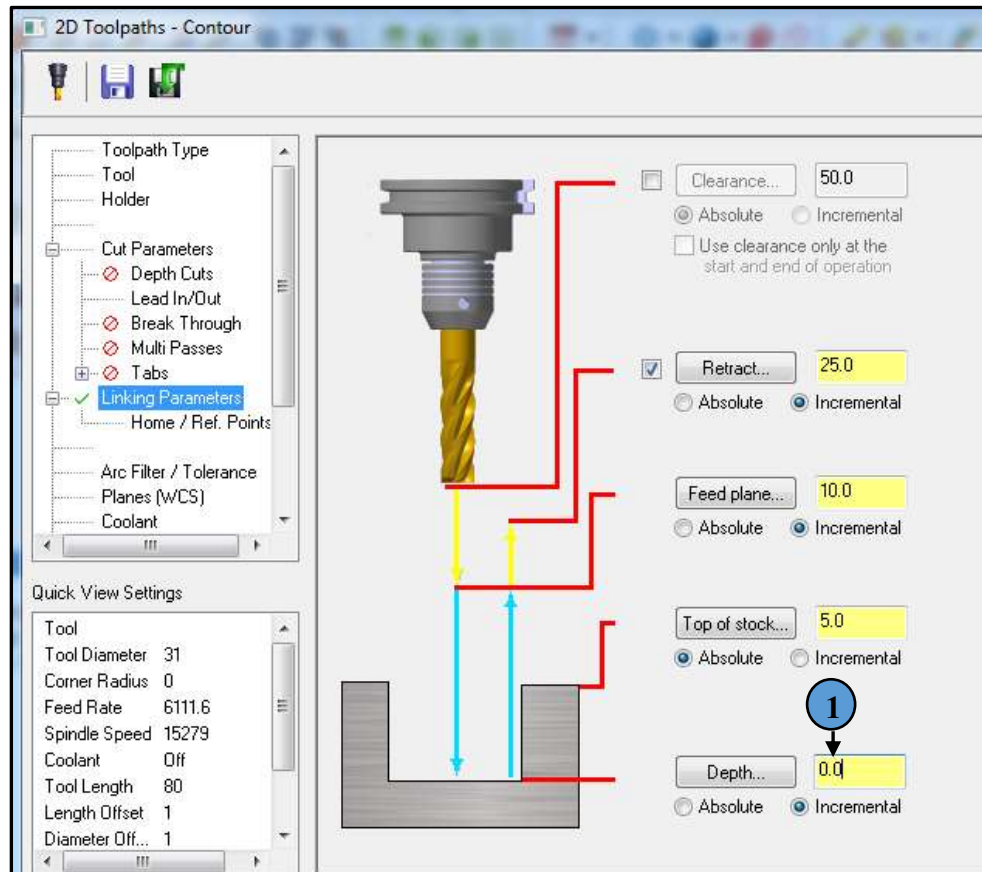 2D Toolpaths - Contour
Toolpath Type
Tool
Holder
Cut Parameters
Depth Cuts
Lead In/Out
Break Through
Multi Passes
Tabs
Linking Parameters
Home / Ref. Points
Arc Filter / Tolerance
Planes (WCS)
Coolant
Quick View Settings
Tool
Tool Diameter 31
Corner Radius 0
Feed Rate 6111.6
Spindle Speed 15279
Coolant Off
Tool Length 80
Length Offset 1
Diameter Off... 1
Clearance... 50.0
Absolute Incremental
Use clearance only at the
start and end of operation
Retract... 25.0
Absolute Incremental
Feed plane... 10.0
Absolute Incremental
Top of stock... 5.0
Absolute Incremental
1
Depth... 0.0
Absolute Incremental